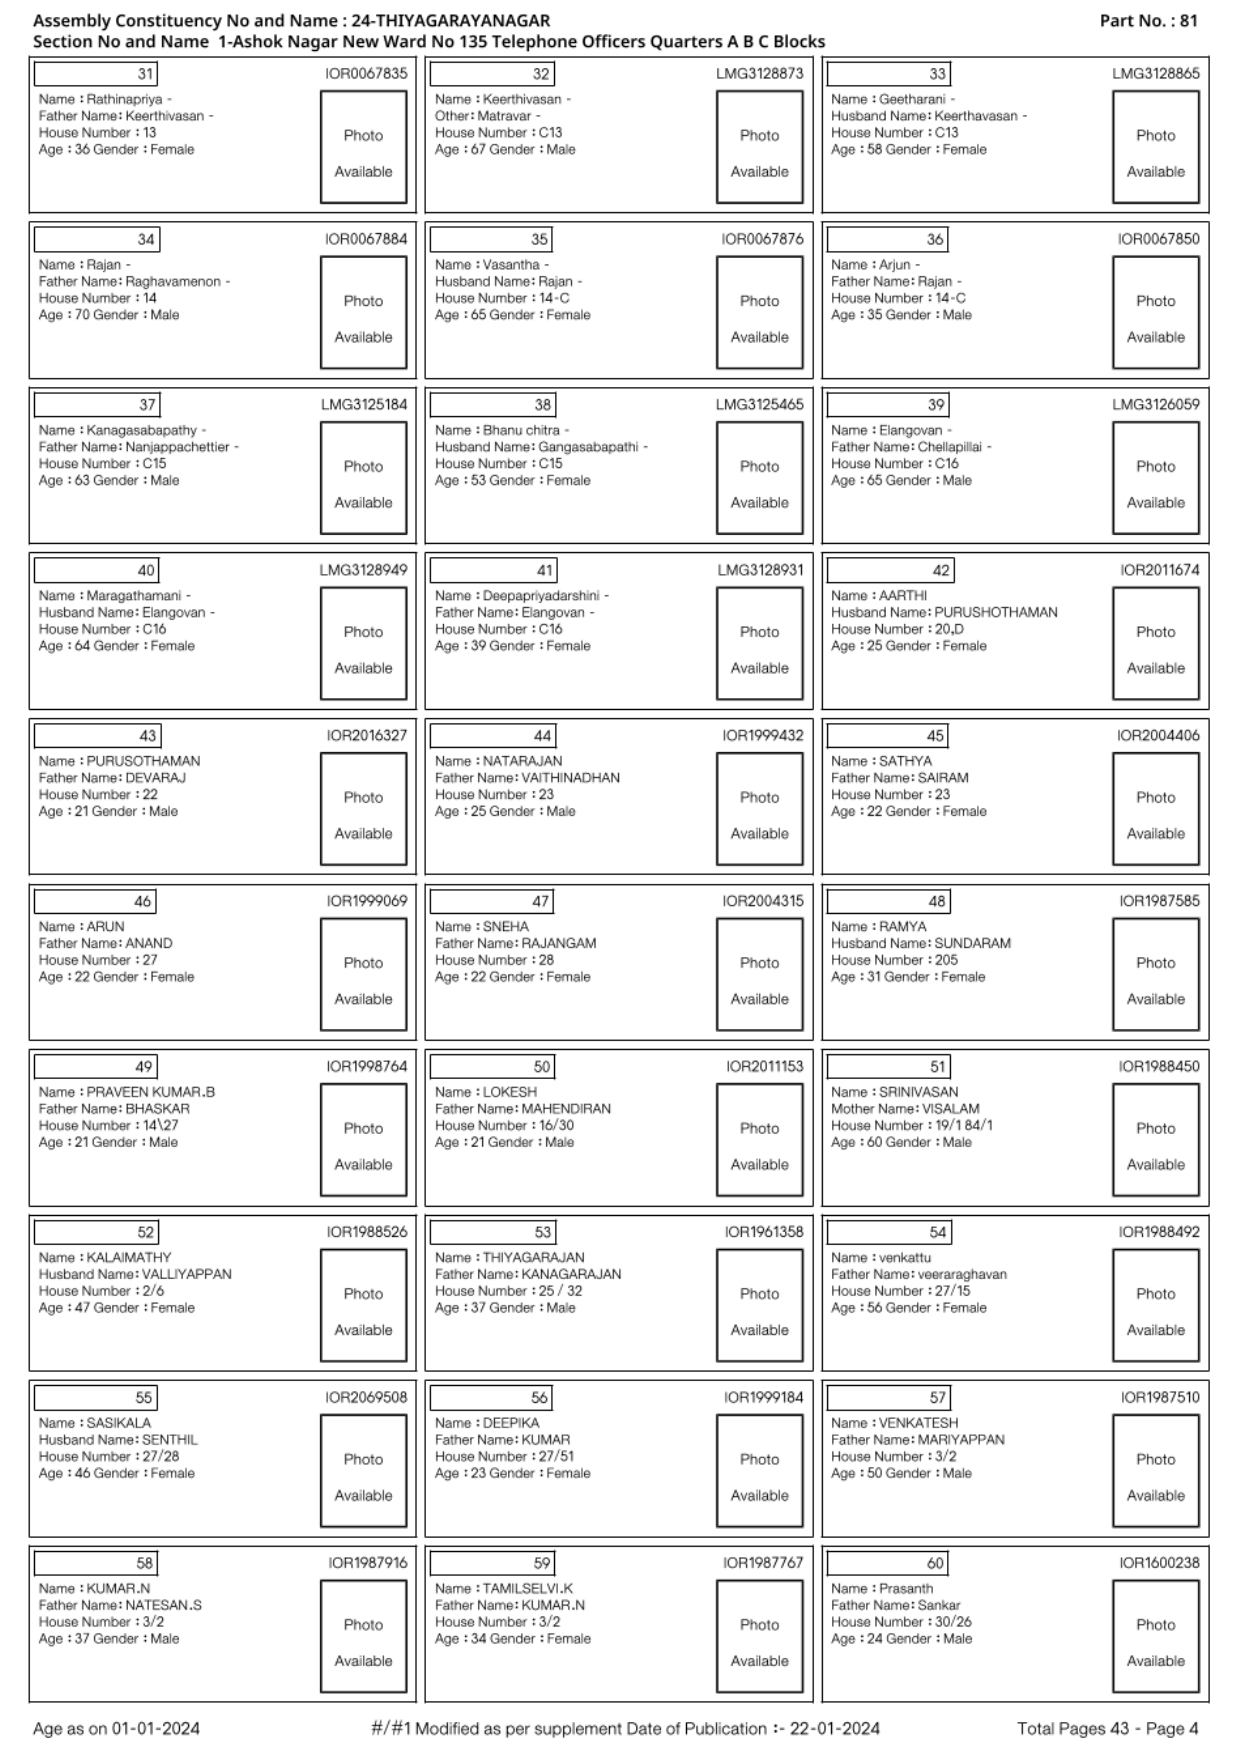 Assembly Constituency No and Name : 24-THIYAGARAYANAGAR
Part No. : 81
Section No and Name 1-Ashok Nagar New Ward No 135 Telephone Officers Quarters A B C Blocks
31 IOR0067835
Name : Rathinapriya -
Father Name: Keerthivasan -
House Number : 13
Age : 36 Gender : Female
Photo
Available
32 LMG3128873
Name : Keerthivasan -
Other: Matravar -
House Number : C13
Age : 67 Gender : Male
Photo
Available
33 LMG3128865
Name : Geetharani -
Husband Name: Keerthavasan -
House Number : C13
Age : 58 Gender : Female
Photo
Available
34 IOR0067884
Name : Rajan -
Father Name: Raghavamenon -
House Number : 14
Age : 70 Gender : Male
Photo
Available
35 IOR0067876
Name : Vasantha -
Husband Name: Rajan -
House Number : 14-C
Age : 65 Gender : Female
Photo
Available
36 IOR0067850
Name : Arjun -
Father Name: Rajan -
House Number : 14-C
Age : 35 Gender : Male
Photo
Available
37 LMG3125184
Name : Kanagasabapathy -
Father Name: Nanjappachettier -
House Number : C15
Age : 63 Gender : Male
Photo
Available
38 LMG3125465
Name : Bhanu chitra -
Husband Name: Gangasabapathi -
House Number : C15
Age : 53 Gender : Female
Photo
Available
39 LMG3126059
Name : Elangovan -
Father Name: Chellapillai -
House Number : C16
Age : 65 Gender : Male
Photo
Available
40 LMG3128949
Name : Maragathamani -
Husband Name: Elangovan -
House Number : C16
Age : 64 Gender : Female
Photo
Available
41 LMG3128931
Name : Deepapriyadarshini -
Father Name: Elangovan -
House Number : C16
Age : 39 Gender : Female
Photo
Available
42 IOR2011674
Name : AARTHI
Husband Name: PURUSHOTHAMAN
House Number : 20,D
Age : 25 Gender : Female
Photo
Available
43 IOR2016327
Name : PURUSOTHAMAN
Father Name: DEVARAJ
House Number : 22
Age : 21 Gender : Male
Photo
Available
44 IOR1999432
Name : NATARAJAN
Father Name: VAITHINADHAN
House Number : 23
Age : 25 Gender : Male
Photo
Available
45 IOR2004406
Name : SATHYA
Father Name: SAIRAM
House Number : 23
Age : 22 Gender : Female
Photo
Available
46 IOR1999069
Name : ARUN
Father Name: ANAND
House Number : 27
Age : 22 Gender : Female
Photo
Available
47 IOR2004315
Name : SNEHA
Father Name: RAJANGAM
House Number : 28
Age : 22 Gender : Female
Photo
Available
48 IOR1987585
Name : RAMYA
Husband Name: SUNDARAM
House Number : 205
Age : 31 Gender : Female
Photo
Available
49 IOR1998764
Name : PRAVEEN KUMAR.B
Father Name: BHASKAR
House Number : 14\27
Age : 21 Gender : Male
Photo
Available
50 IOR2011153
Name : LOKESH
Father Name: MAHENDIRAN
House Number : 16/30
Age : 21 Gender : Male
Photo
Available
51 IOR1988450
Name : SRINIVASAN
Mother Name: VISALAM
House Number : 19/1 84/1
Age : 60 Gender : Male
Photo
Available
52 IOR1988526
Name : KALAIMATHY
Husband Name: VALLIYAPPAN
House Number : 2/6
Age : 47 Gender : Female
Photo
Available
53 IOR1961358
Name : THIYAGARAJAN
Father Name: KANAGARAJAN
House Number : 25 / 32
Age : 37 Gender : Male
Photo
Available
54 IOR1988492
Name : venkattu
Father Name: veeraraghavan
House Number : 27/15
Age : 56 Gender : Female
Photo
Available
55 IOR2069508
Name : SASIKALA
Husband Name: SENTHIL
House Number : 27/28
Age : 46 Gender : Female
Photo
Available
56 IOR1999184
Name : DEEPIKA
Father Name: KUMAR
House Number : 27/51
Age : 23 Gender : Female
Photo
Available
57 IOR1987510
Name : VENKATESH
Father Name: MARIYAPPAN
House Number : 3/2
Age : 50 Gender : Male
Photo
Available
58 IOR1987916
Name : KUMAR.N
Father Name: NATESAN.S
House Number : 3/2
Age : 37 Gender : Male
Photo
Available
59 IOR1987767
Name : TAMILSELVI.K
Father Name: KUMAR.N
House Number : 3/2
Age : 34 Gender : Female
Photo
Available
60 IOR1600238
Name : Prasanth
Father Name: Sankar
House Number : 30/26
Age : 24 Gender : Male
Photo
Available
Age as on 01-01-2024
#/#1 Modified as per supplement Date of Publication :- 22-01-2024
Total Pages 43 - Page 4